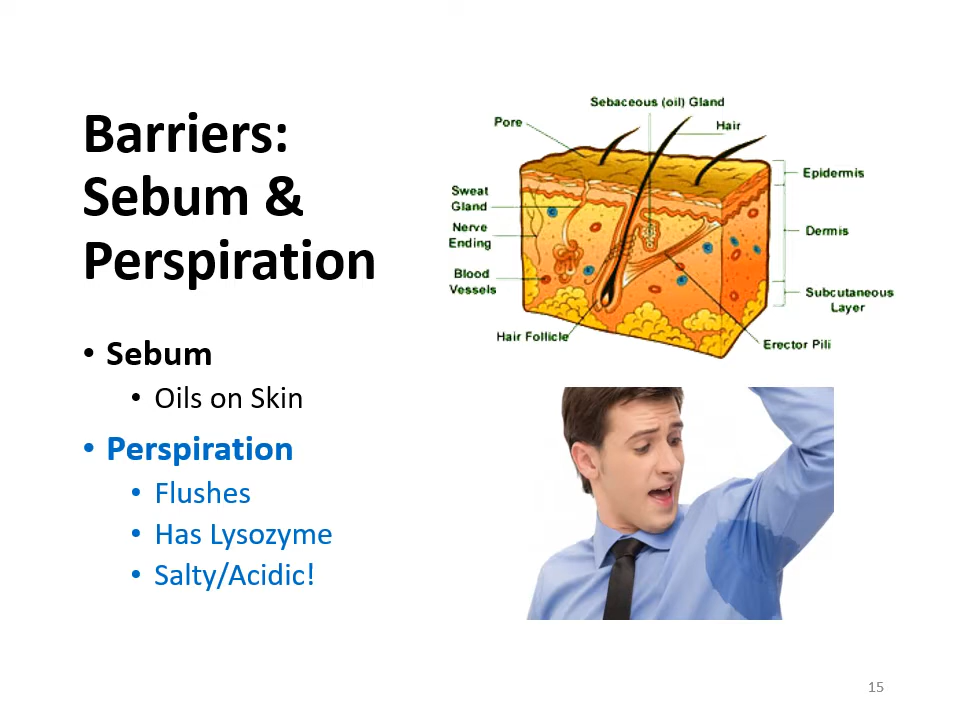 Barriers:
Sebum &
Perspiration
• Sebum
• Oils on Skin
• Perspiration
• Flushes
• Has Lysozyme
• Salty/Acidic!
Sebaceous (oil) Gland
Pore
Hair
Epidermis
Sweat
Gland
Nerve
Ending
Dermis
Blood
Vessels
Subcutaneous
Layer
Hair Follicle
Erector Pili
15